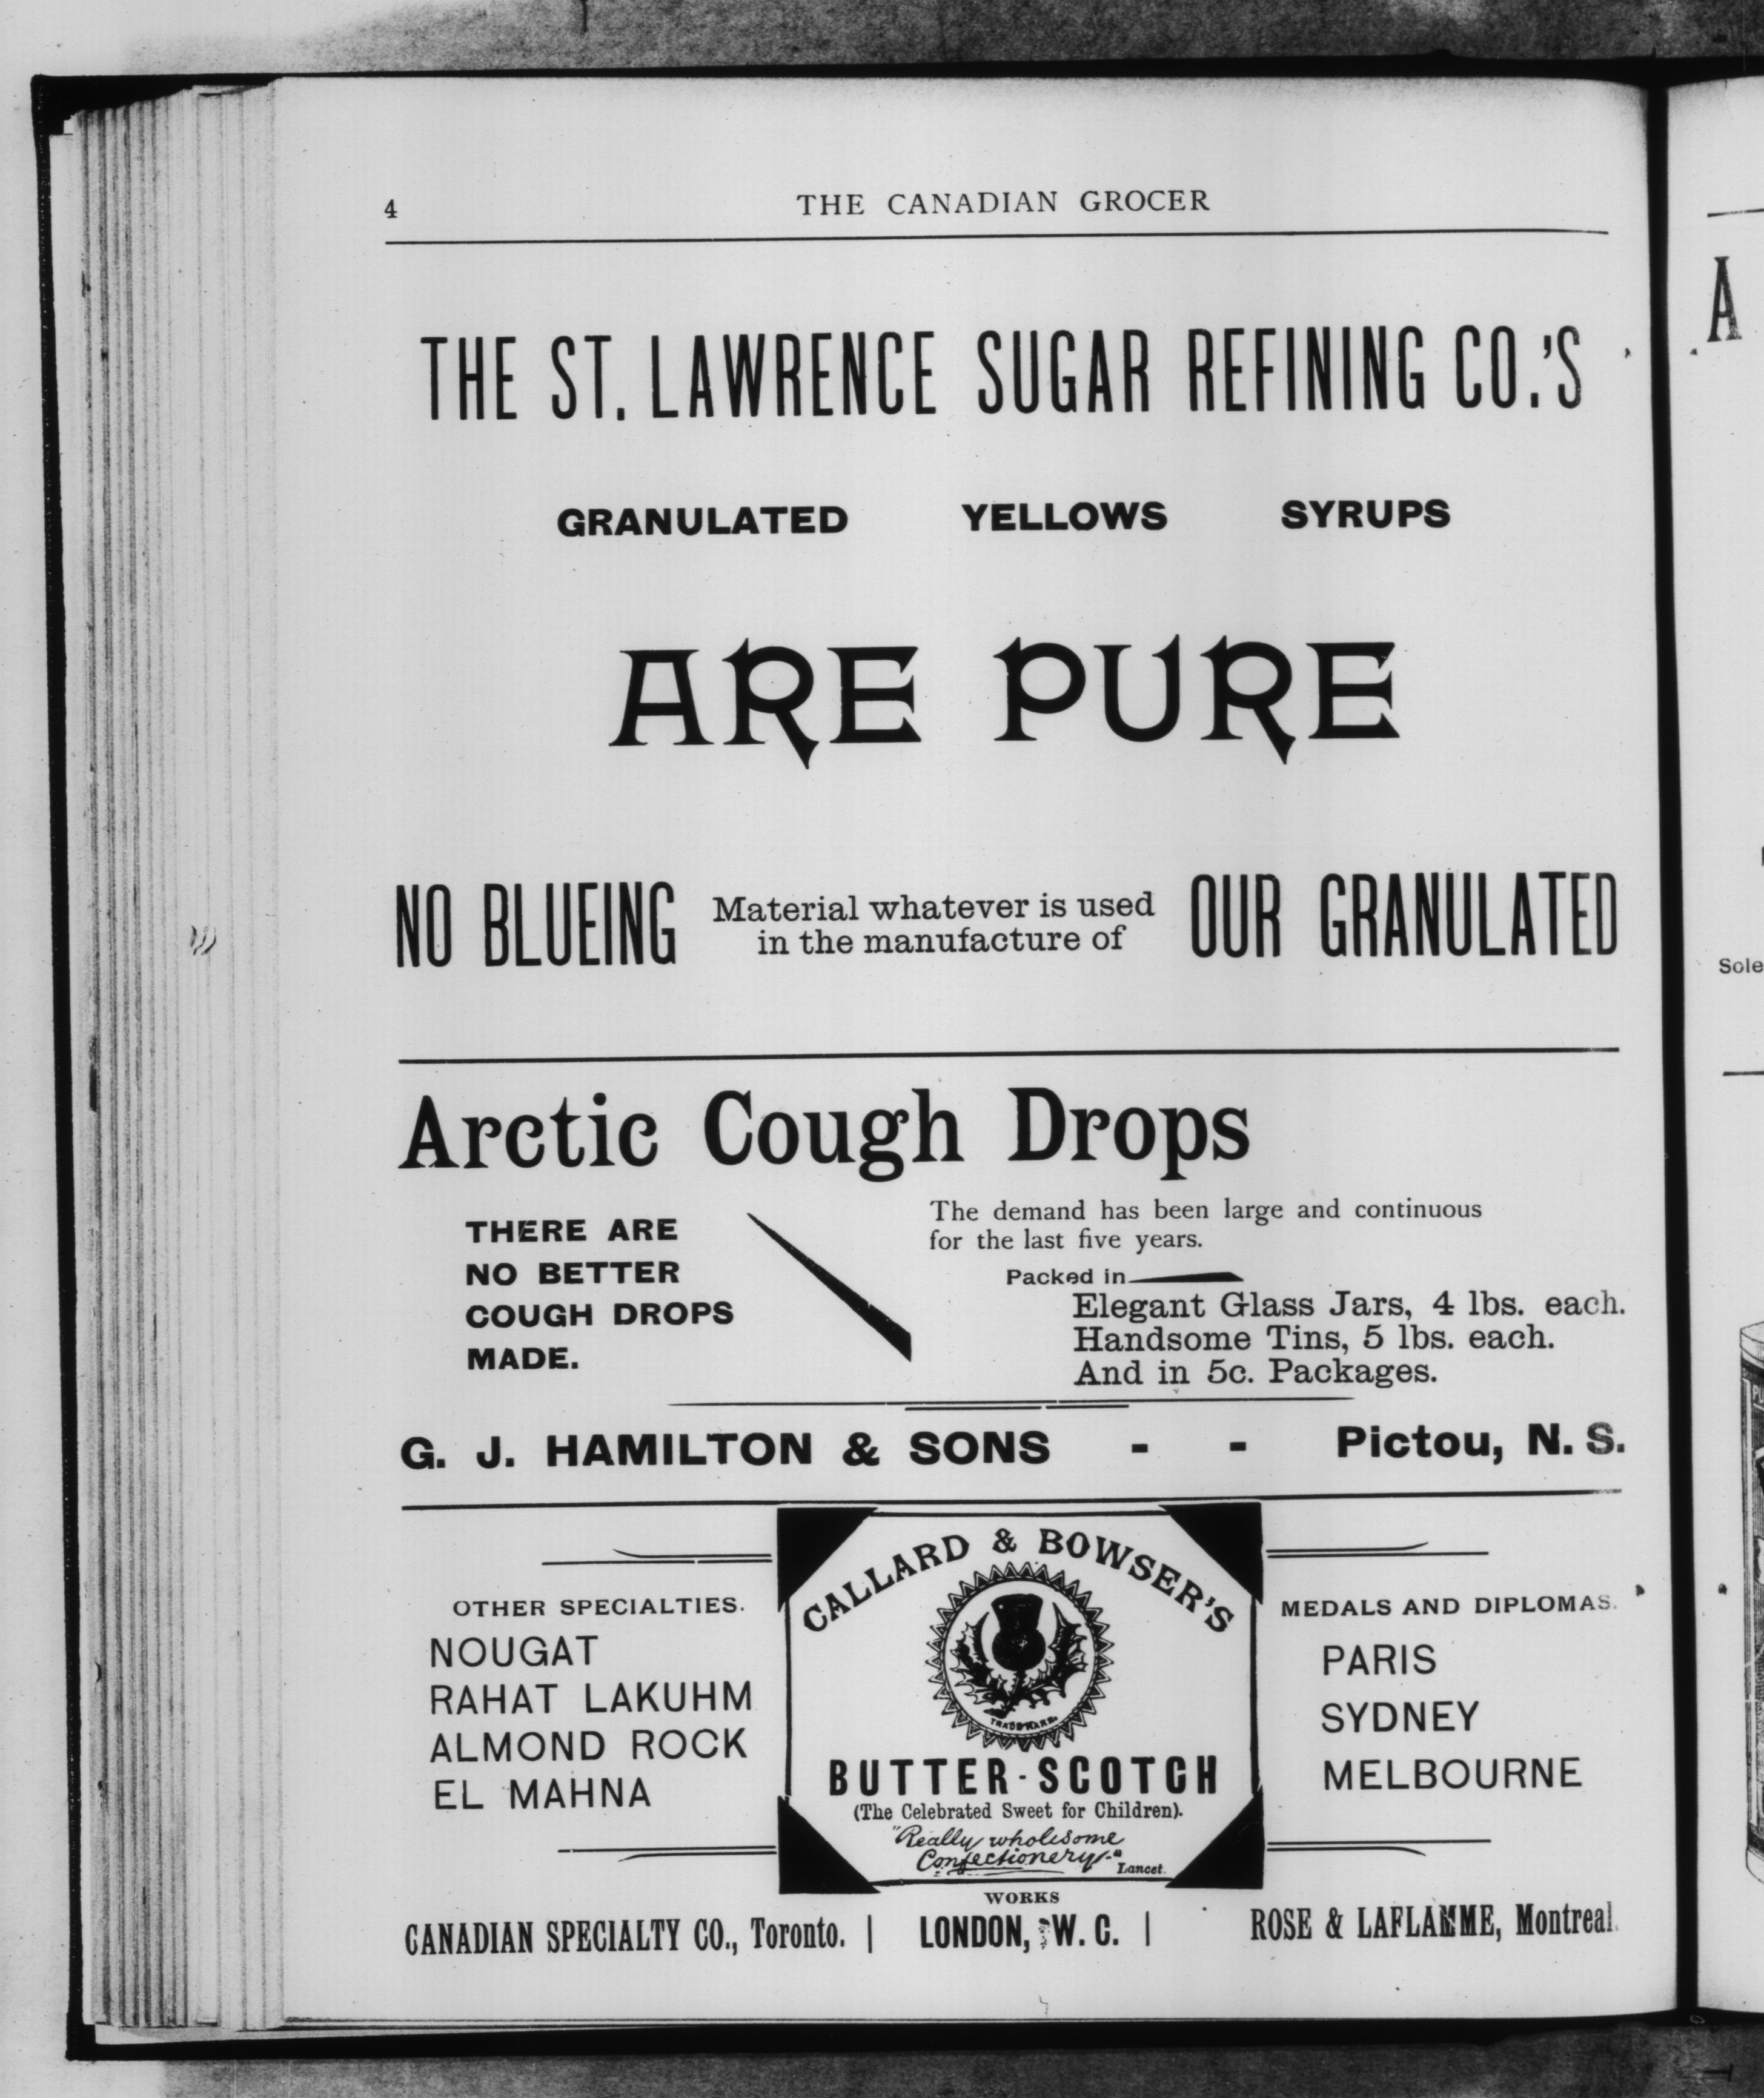 4
THE CANADIAN GROCER
THE ST. LAWRENCE SUGAR REFINING CO.'S
GRANULATED YELLOWS SYRUPS
ARE PURE
NO BLUEING Material whatever is used OUR GRANULATED
in the manufacture of
Arctic Cough Drops
THERE ARE
NO BETTER
COUGH DROPS
MADE.
The demand has been large and continuous
for the last five years.
Packed in
Elegant Glass Jars, 4 lbs. each.
Handsome Tins, 5 lbs. each.
And in 5c. Packages.
G. J. HAMILTON & SONS - - Pictou, N. S.
OTHER SPECIALTIES.
NOUGAT
RAHAT LAKUHM
ALMOND ROCK
EL MAHNA
CALLARD & BOWSER'S
TRADE MARK
BUTTER-SCOTCH
(The Celebrated Sweet for Children).
"Really wholesome
Confectionery."
Lancet.
MEDALS AND DIPLOMAS.
PARIS
SYDNEY
MELBOURNE
WORKS
CANADIAN SPECIALTY CO., Toronto. | LONDON, W. C. | ROSE & LAFLAMME, Montreal.
A
Sole